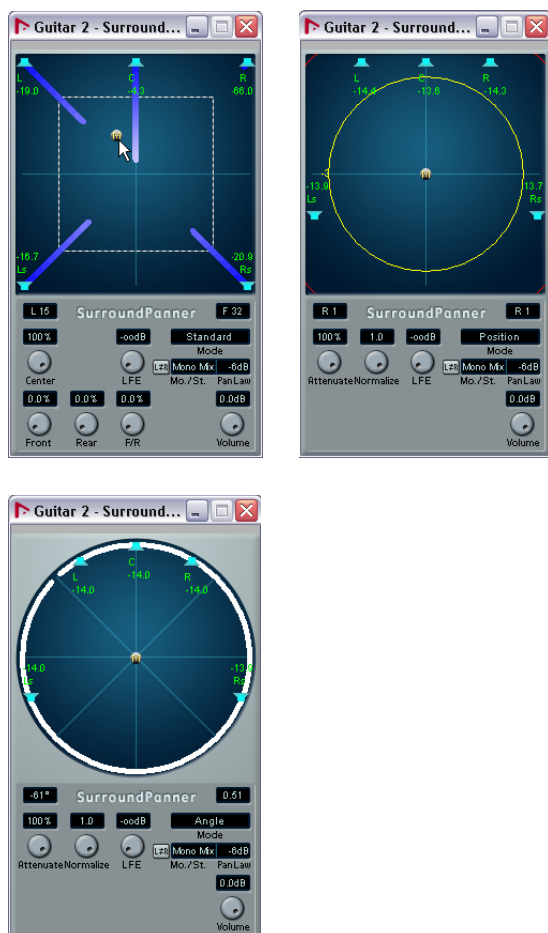 Guitar 2 - Surround...
L C R
-19.0 -4.3 -66.0
-16.7 -20.9
Ls Rs
L 15 SurroundPanner F 32
100% -oodB Standard
Mode
L≠R Mono Mix -6dB
Center LFE Mo./St. PanLaw
0.0% 0.0% 0.0% 0.0dB
Front Rear F/R Volume
Guitar 2 - Surround...
L C R
-13.6 -14.3
-13.9 13.7
Ls Rs
R 1 SurroundPanner R 1
100% 1.0 -oodB Position
Mode
L≠R Mono Mix -6dB
Attenuate Normalize LFE Mo./St. PanLaw
0.0dB
Volume
Guitar 2 - Surround...
C
L -14.0 R
-14.0 -14.0
14.0
Ls Rs
-61° SurroundPanner 0.51
100% 1.0 -oodB Angle
Mode
L≠R Mono Mix -6dB
Attenuate Normalize LFE Mo./St. PanLaw
0.0dB
Volume